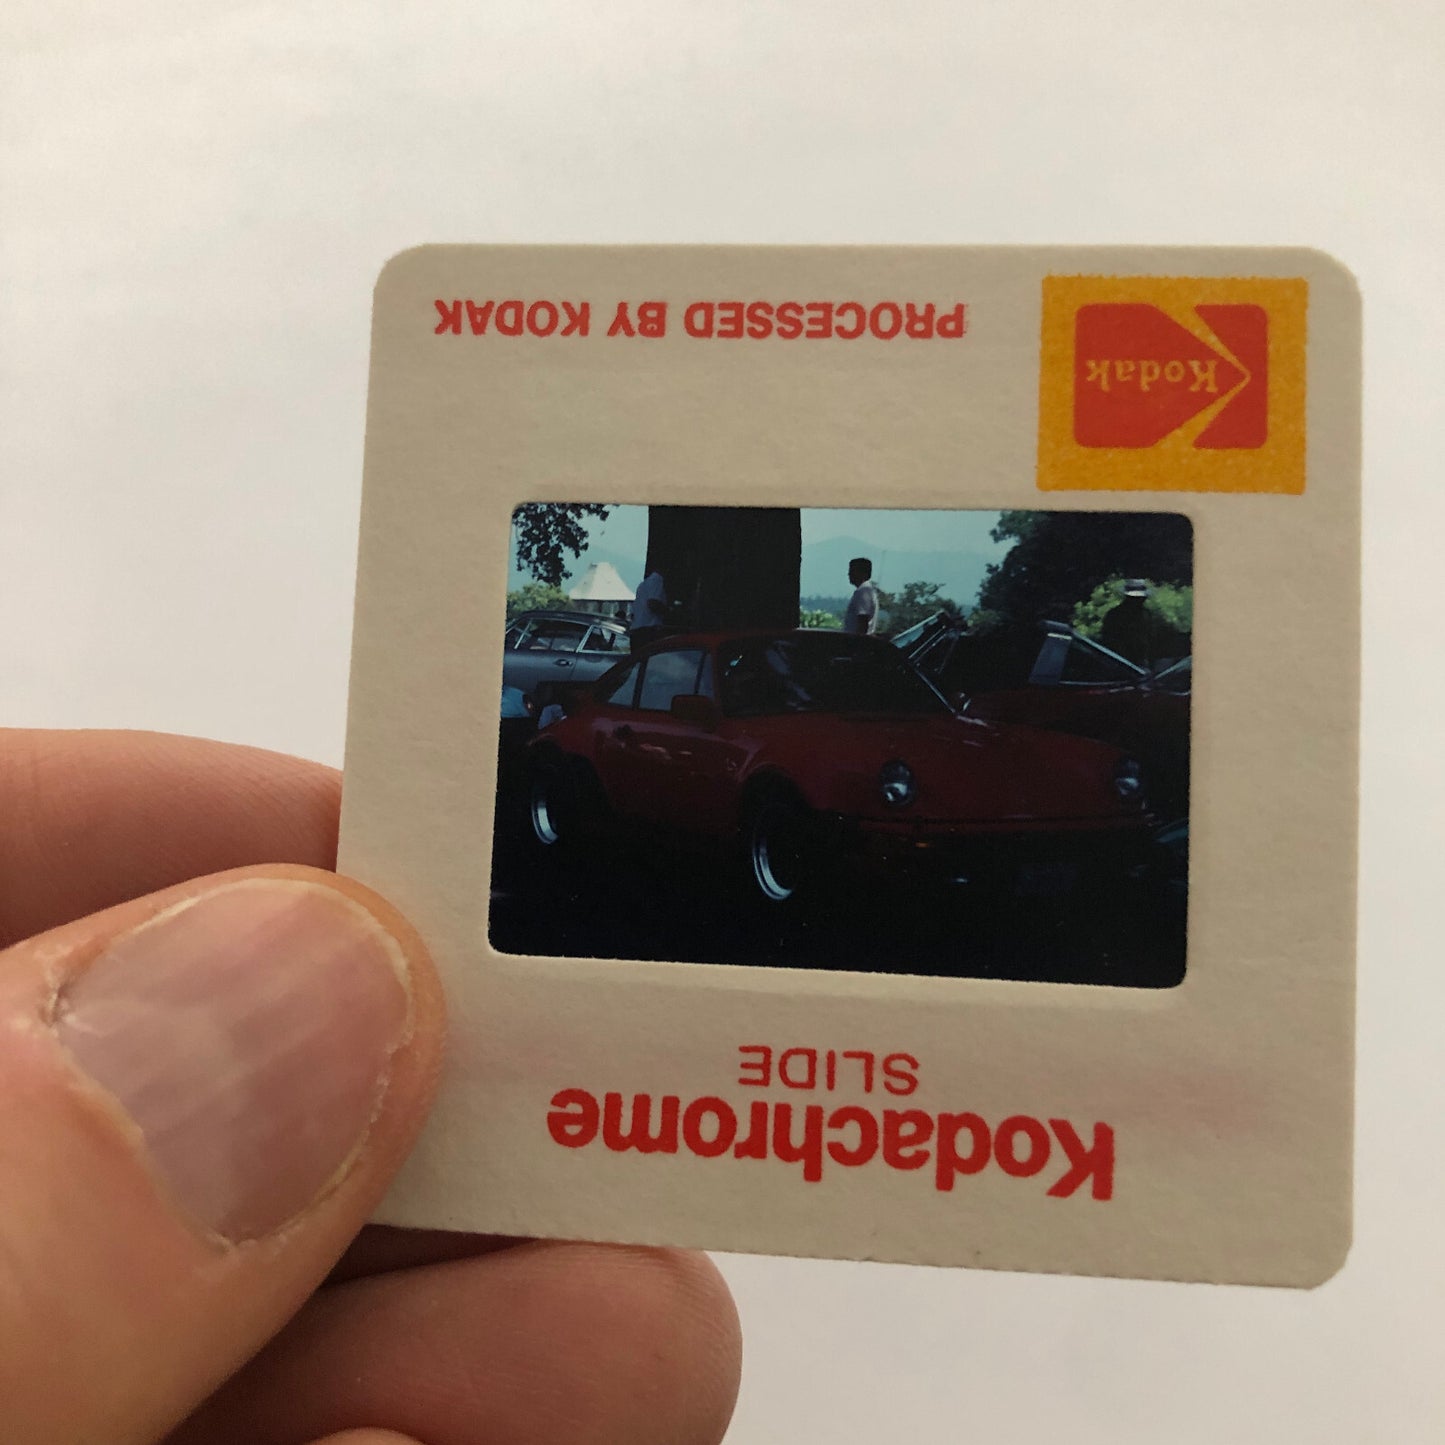 Kodachrome
SLIDE
Kodak
PROCESSED BY KODAK